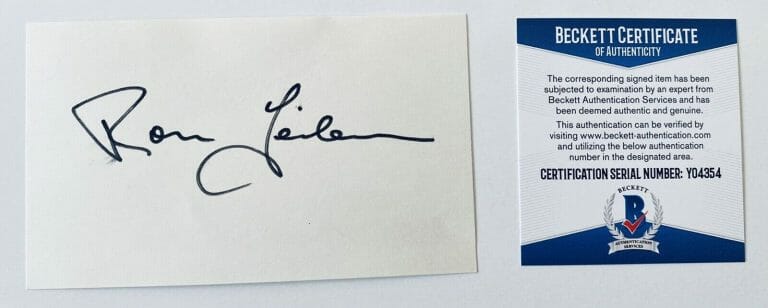 Ron
BECKETT CERTIFICATE
OF AUTHENTICITY
The corresponding signed item has been
subjected to examination by an expert from
Beckett Authentication Services and has
been deemed authentic and genuine.
This authentication can be verified by
visiting www.beckett-authentication.com
and utilizing the below authentication
number in the designated area.
CERTIFICATION SERIAL NUMBER: Y04354
BECKETT
B
AUTHENTICATION
SERVICES